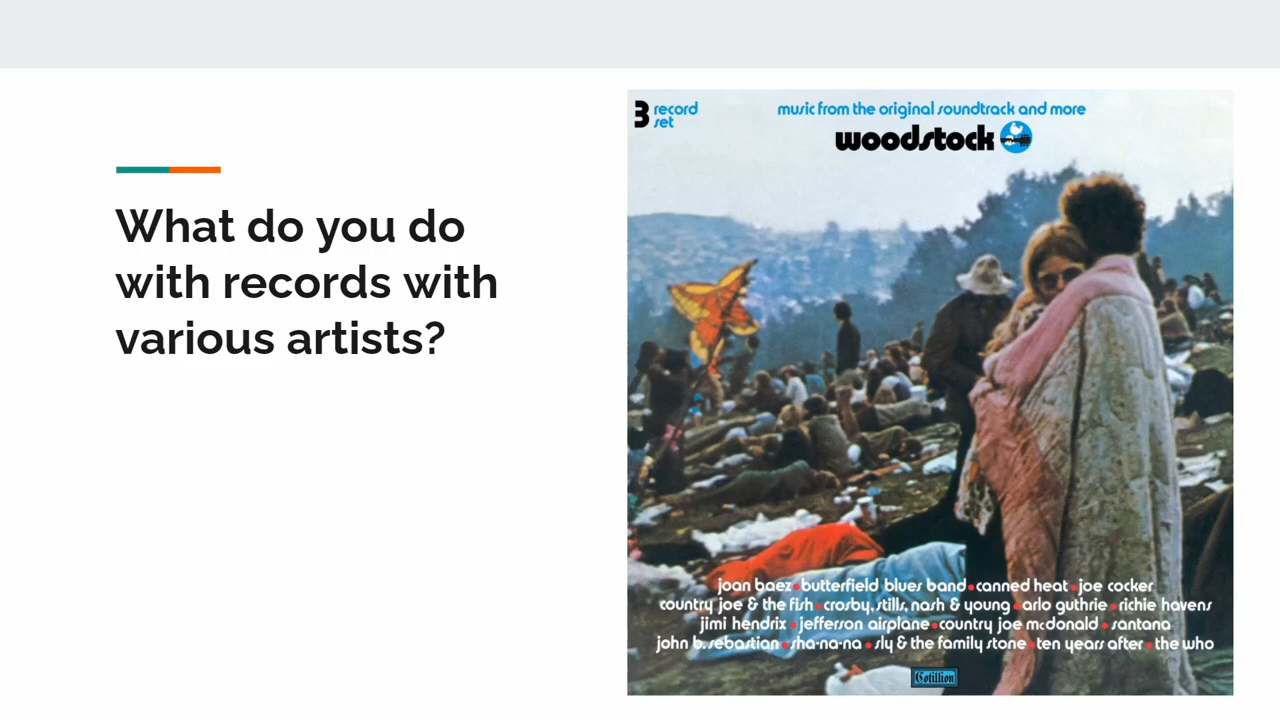 What do you do
with records with
various artists?
3 record
set
music from the original soundtrack and more
woodstock
joan baez • butterfield blues band • canned heat • joe cocker
country joe & the fish • crosby, stills, nash & young • arlo guthrie • richie havens
jimi hendrix • jefferson airplane • country joe mcdonald • santana
john b. sebastian • sha-na-na • sly & the family stone • ten years after • the who
Cotillion